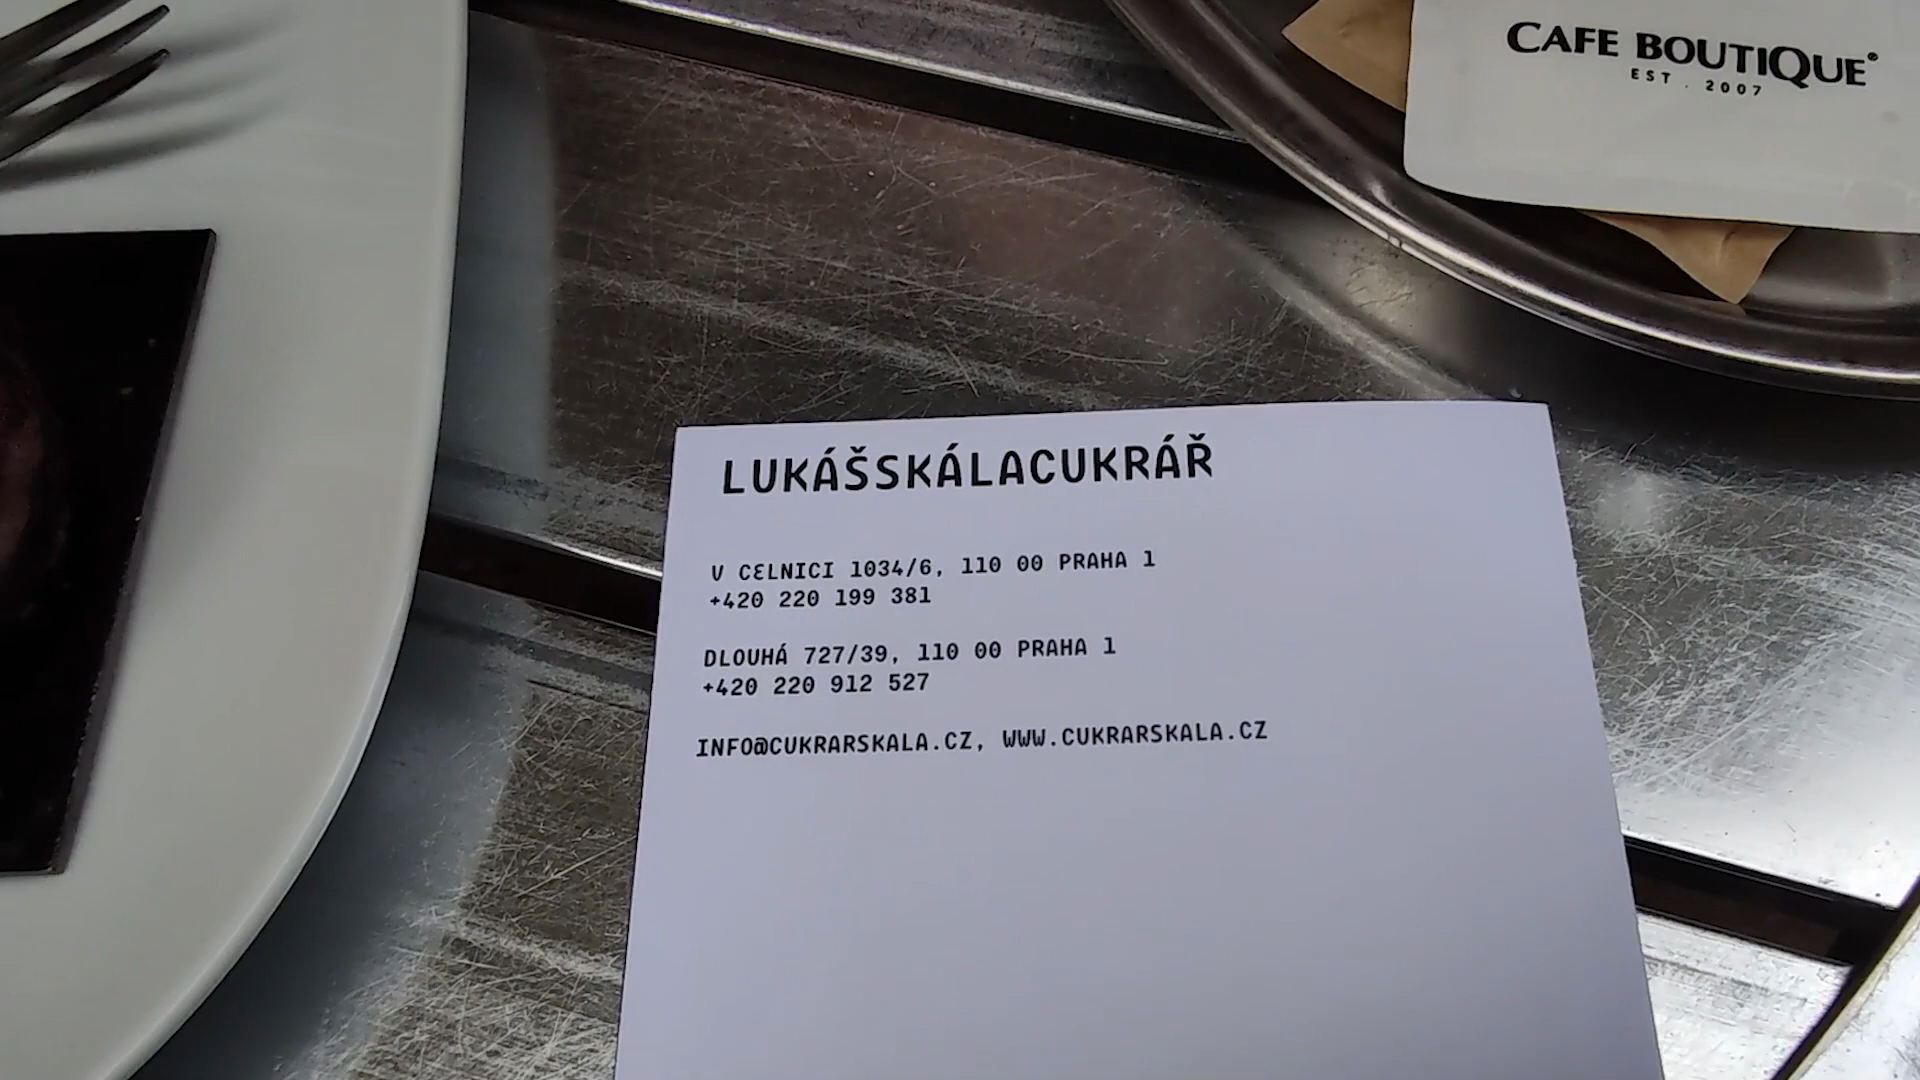 CAFE BOUTIQUE®
EST . 2007
LUKÁŠSKÁLACUKRÁŘ
V CELNICI 1034/6, 110 00 PRAHA 1
+420 220 199 381
DLOUHÁ 727/39, 110 00 PRAHA 1
+420 220 912 527
INFO@CUKRARSKALA.CZ, WWW.CUKRARSKALA.CZ